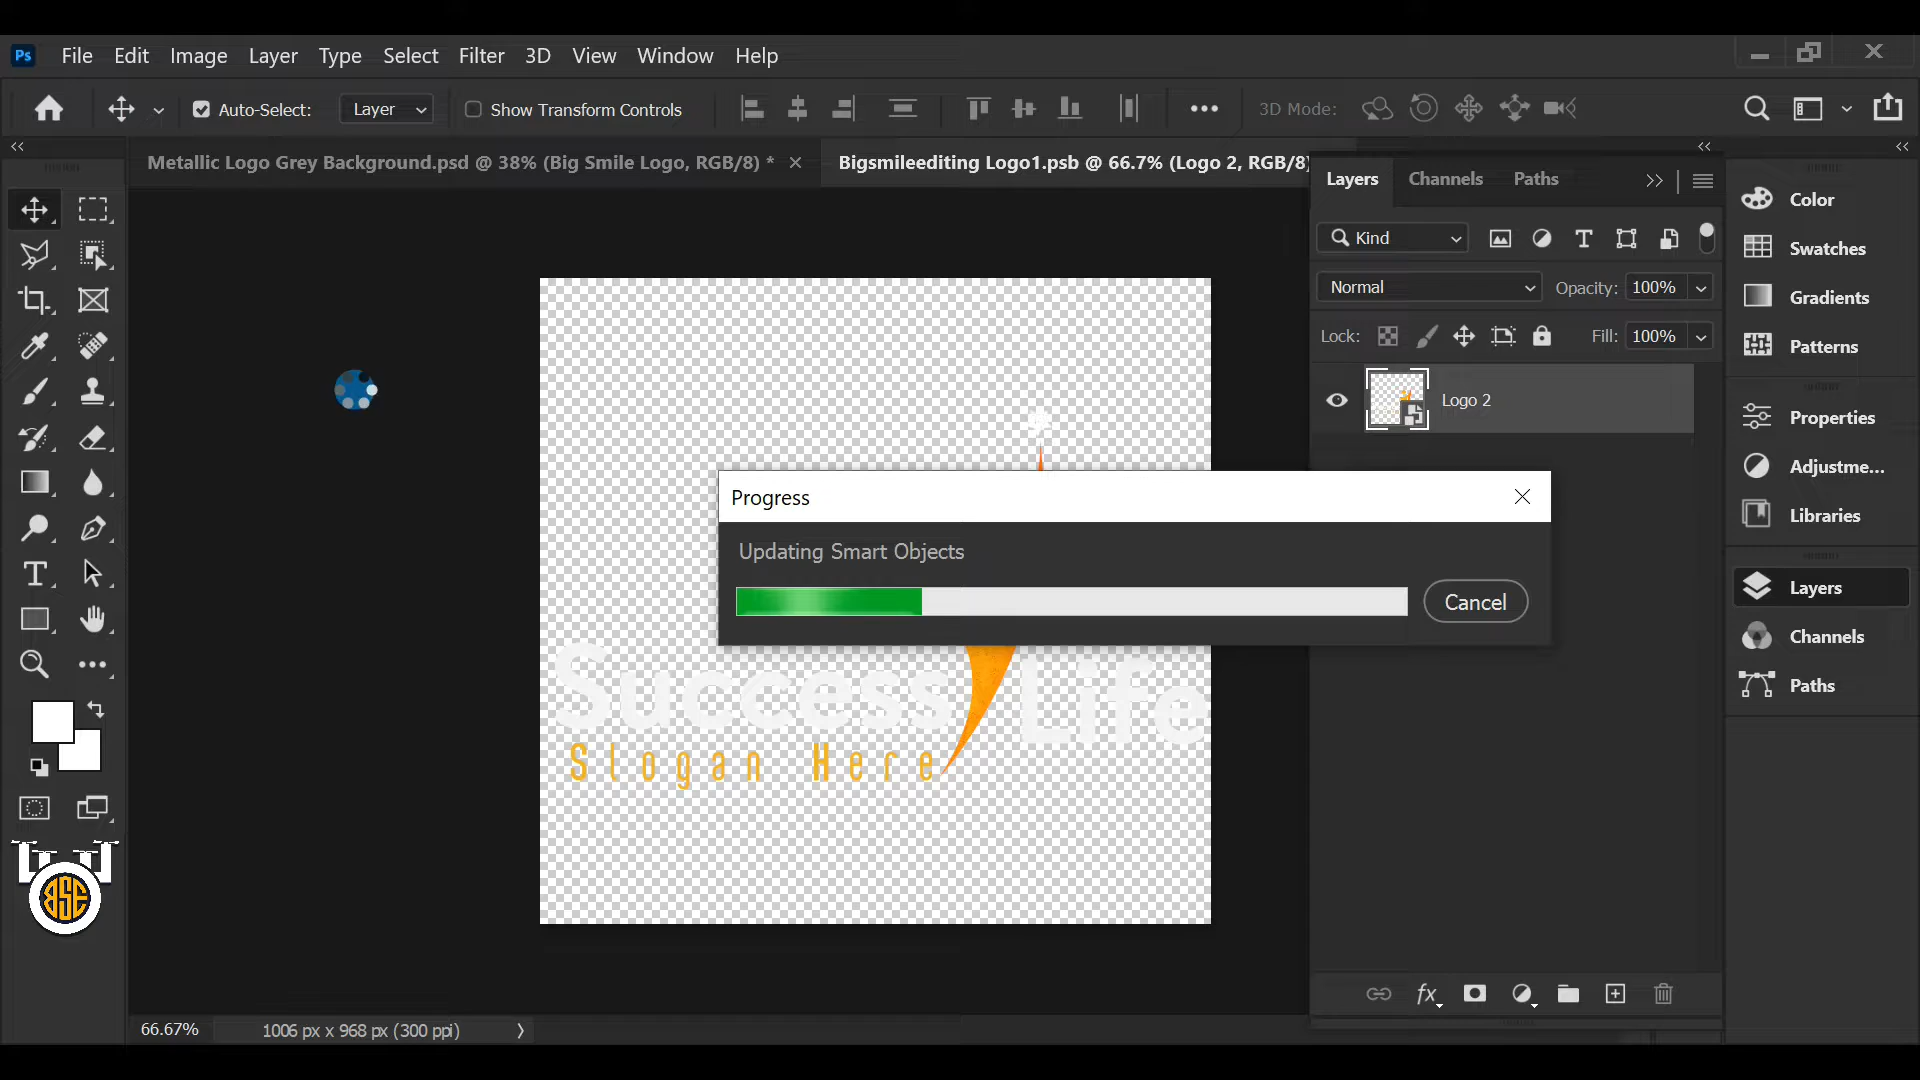 Ps File Edit Image Layer Type Select Filter 3D View Window Help
Auto-Select: Layer Show Transform Controls 3D Mode:
Metallic Logo Grey Background.psd @ 38% (Big Smile Logo, RGB/8) *
Bigsmileediting Logo1.psb @ 66.7% (Logo 2, RGB/8)
Layers Channels Paths
Kind
Normal Opacity: 100%
Lock: Fill: 100%
Logo 2
Color
Swatches
Gradients
Patterns
Properties
Adjustme...
Libraries
Layers
Channels
Paths
Progress
Updating Smart Objects
Cancel
Success Life
Slogan Here
BSE
fx
66.67% 1006 px x 968 px (300 ppi)